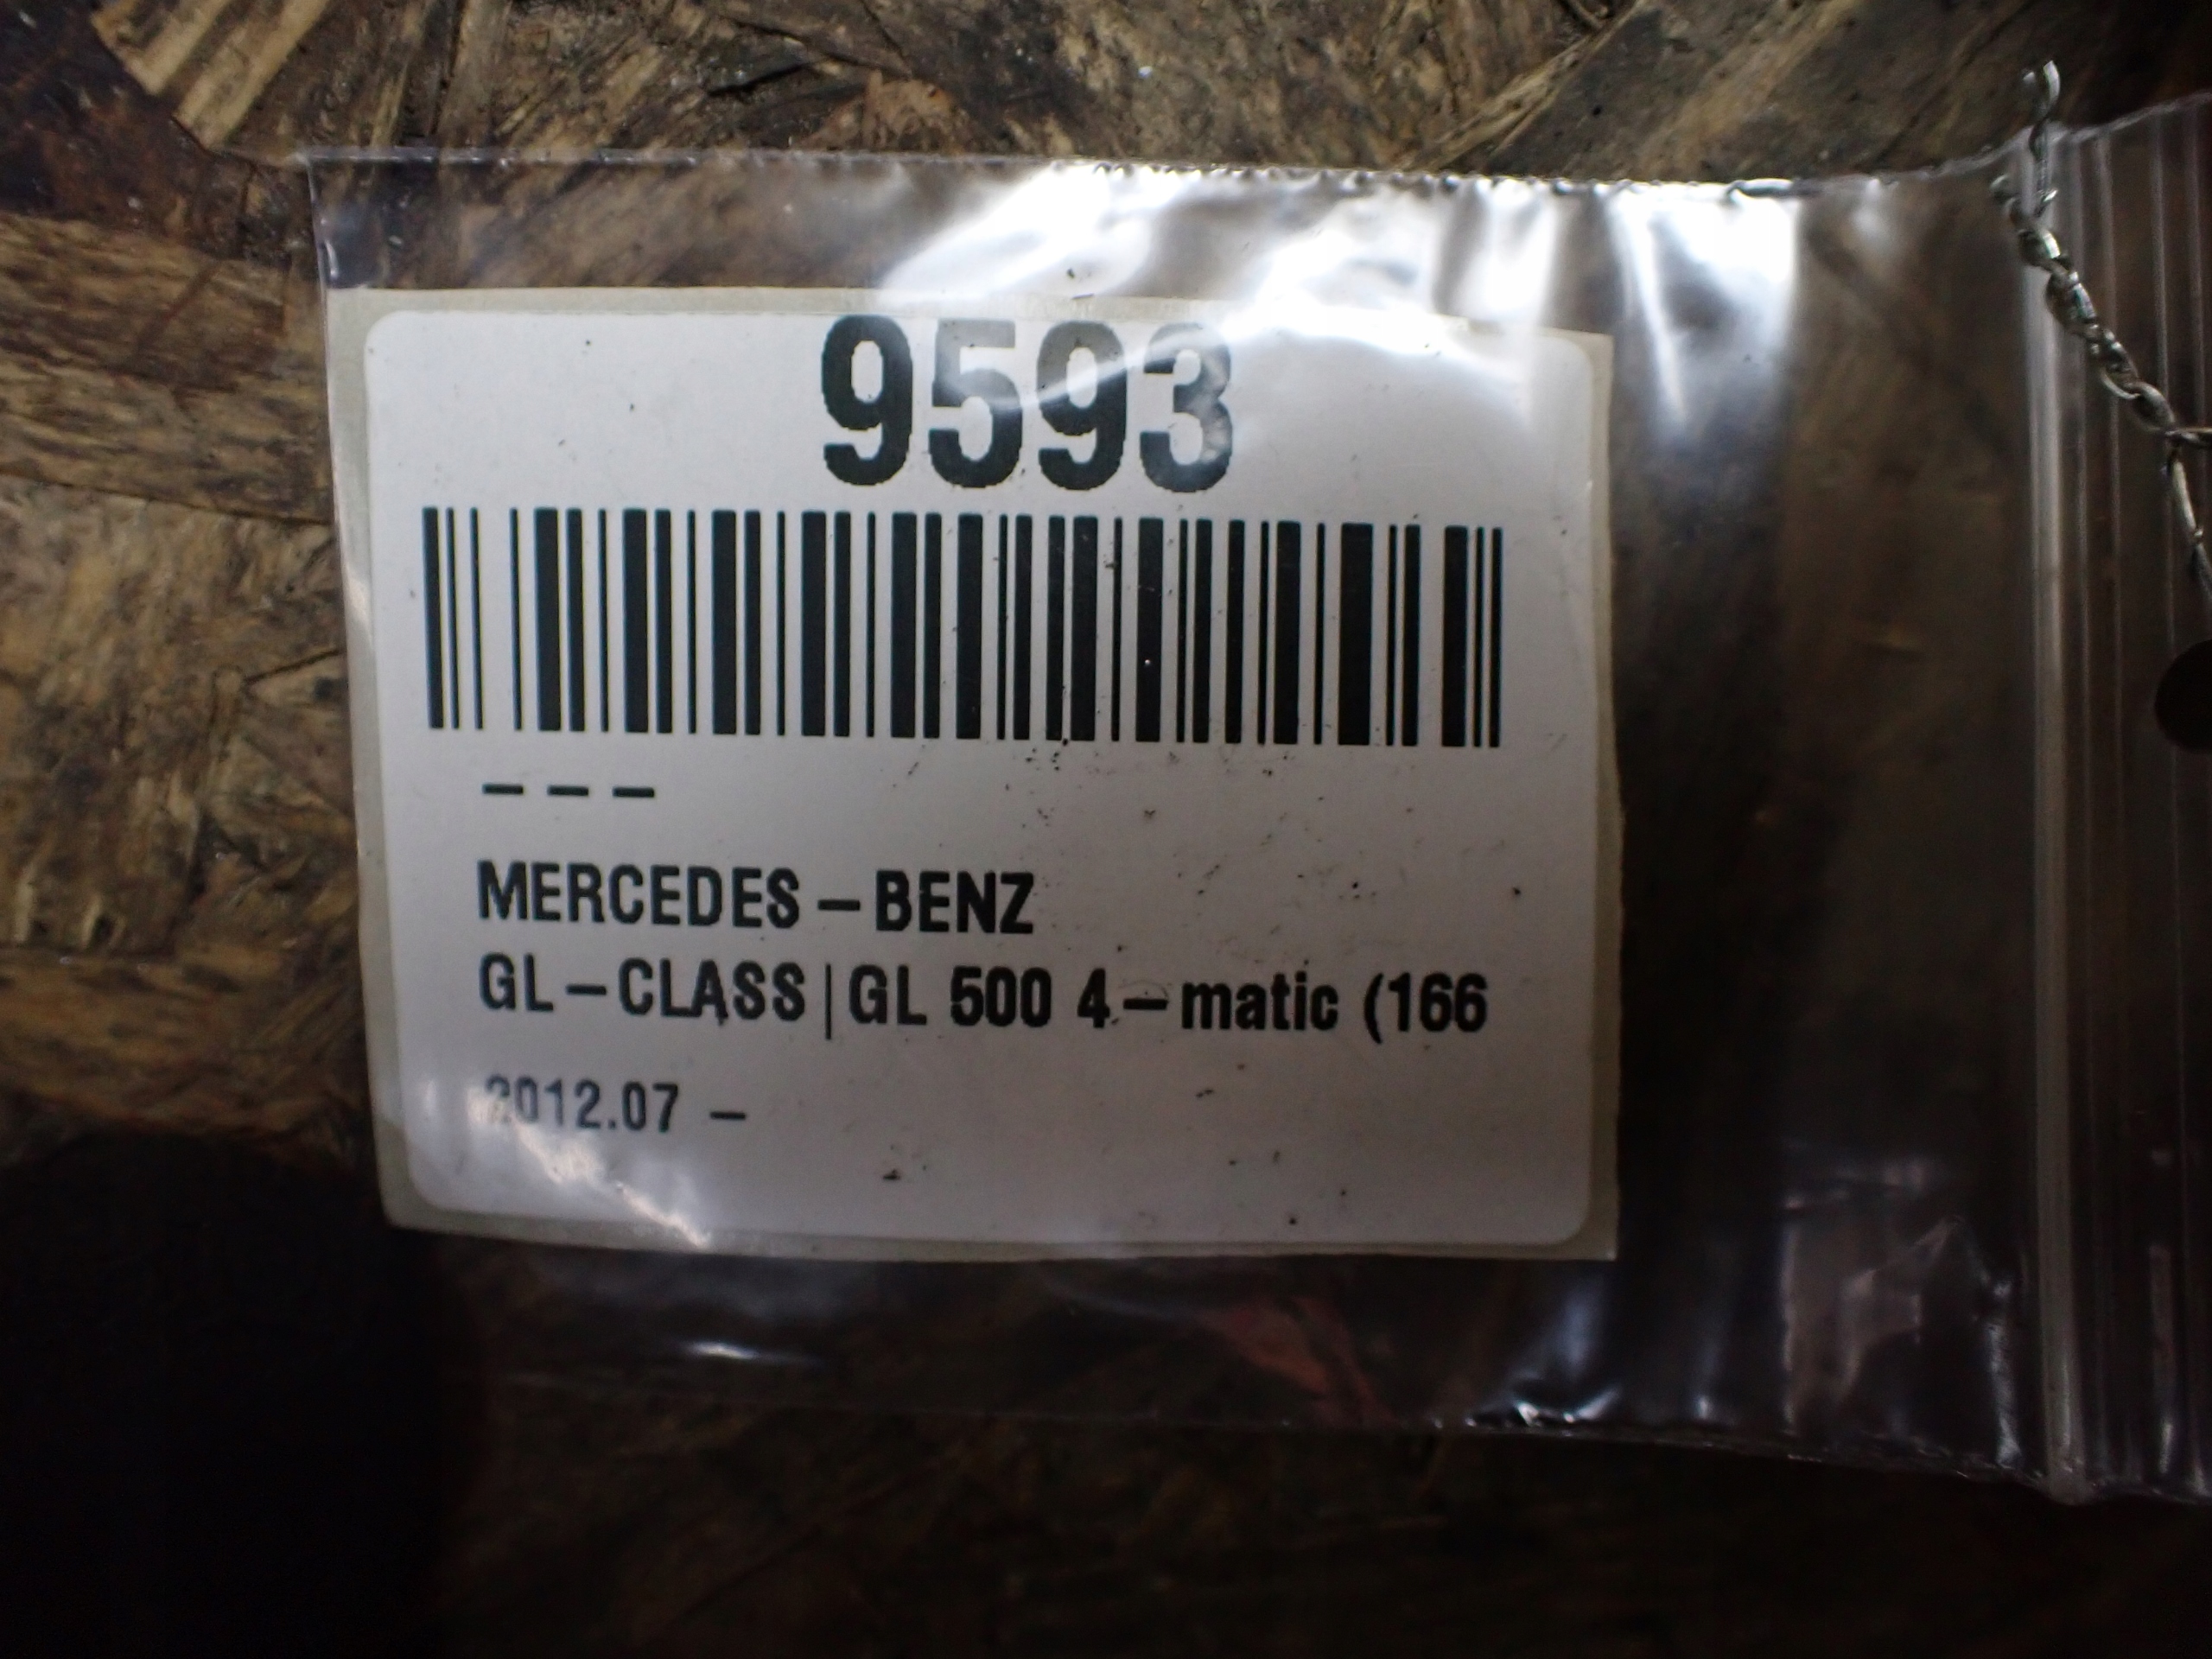 9593
– – –
MERCEDES – BENZ
GL – CLASS | GL 500 4 – matic (166
2012.07 –